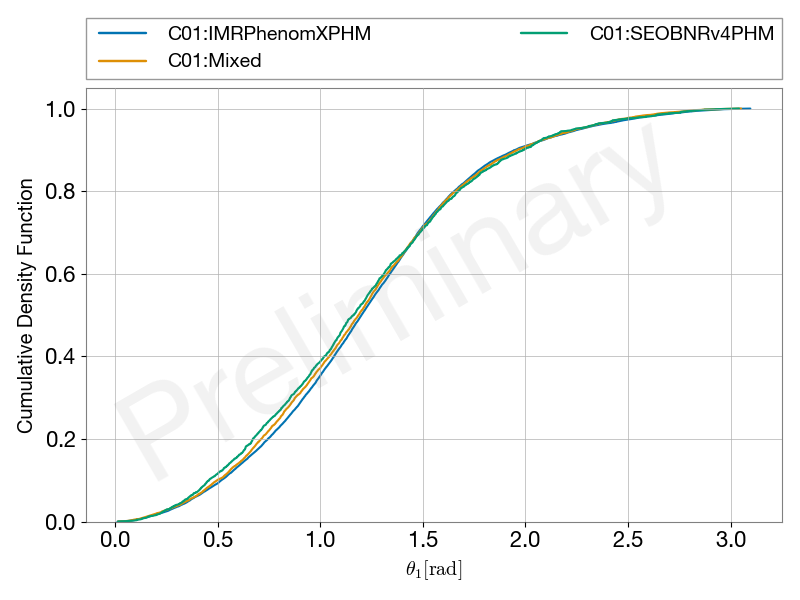 C01:IMRPhenomXPHM
C01:Mixed
C01:SEOBNRv4PHM
Preliminary
Cumulative Density Function
1.0
0.8
0.6
0.4
0.2
0.0
0.0 0.5 1.0 1.5 2.0 2.5 3.0
θ₁[rad]